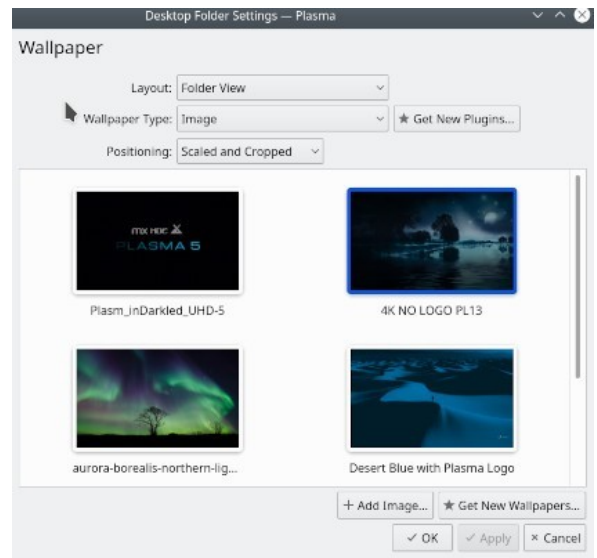 Desktop Folder Settings — Plasma
Wallpaper
Layout: Folder View
Wallpaper Type: Image ★ Get New Plugins...
Positioning: Scaled and Cropped
PLASMA 5
Plasm_inDarkled_UHD-5 4K NO LOGO PL13
aurora-borealis-northern-lig... Desert Blue with Plasma Logo
+ Add Image... ★ Get New Wallpapers...
✓ OK ✓ Apply × Cancel